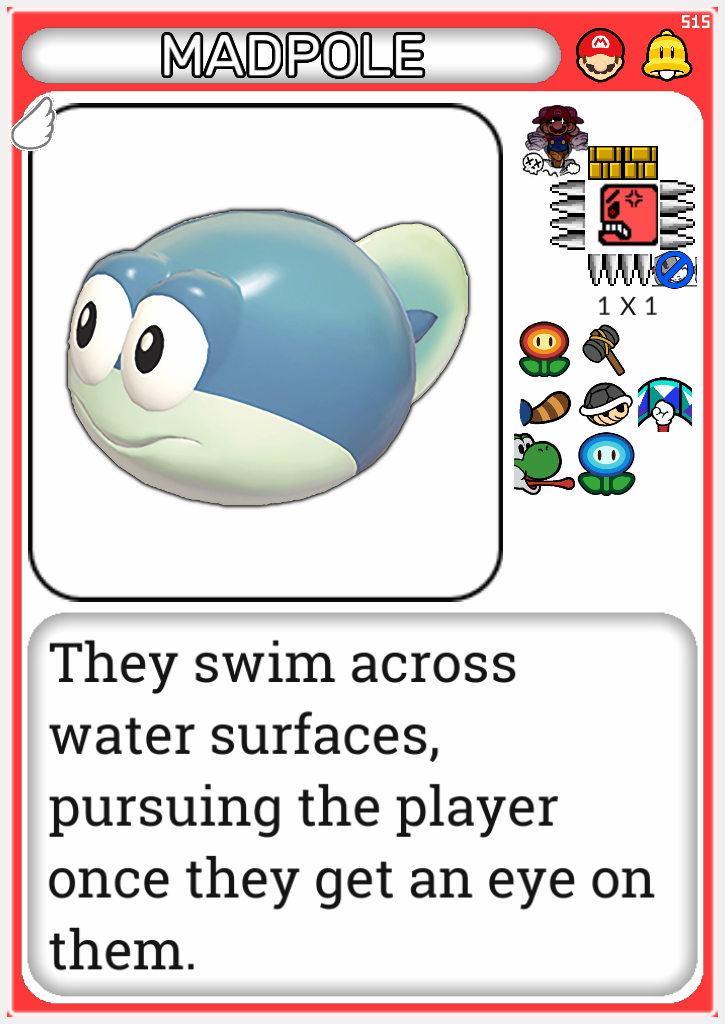 515
MADPOLE
1 X 1
They swim across
water surfaces,
pursuing the player
once they get an eye on
them.